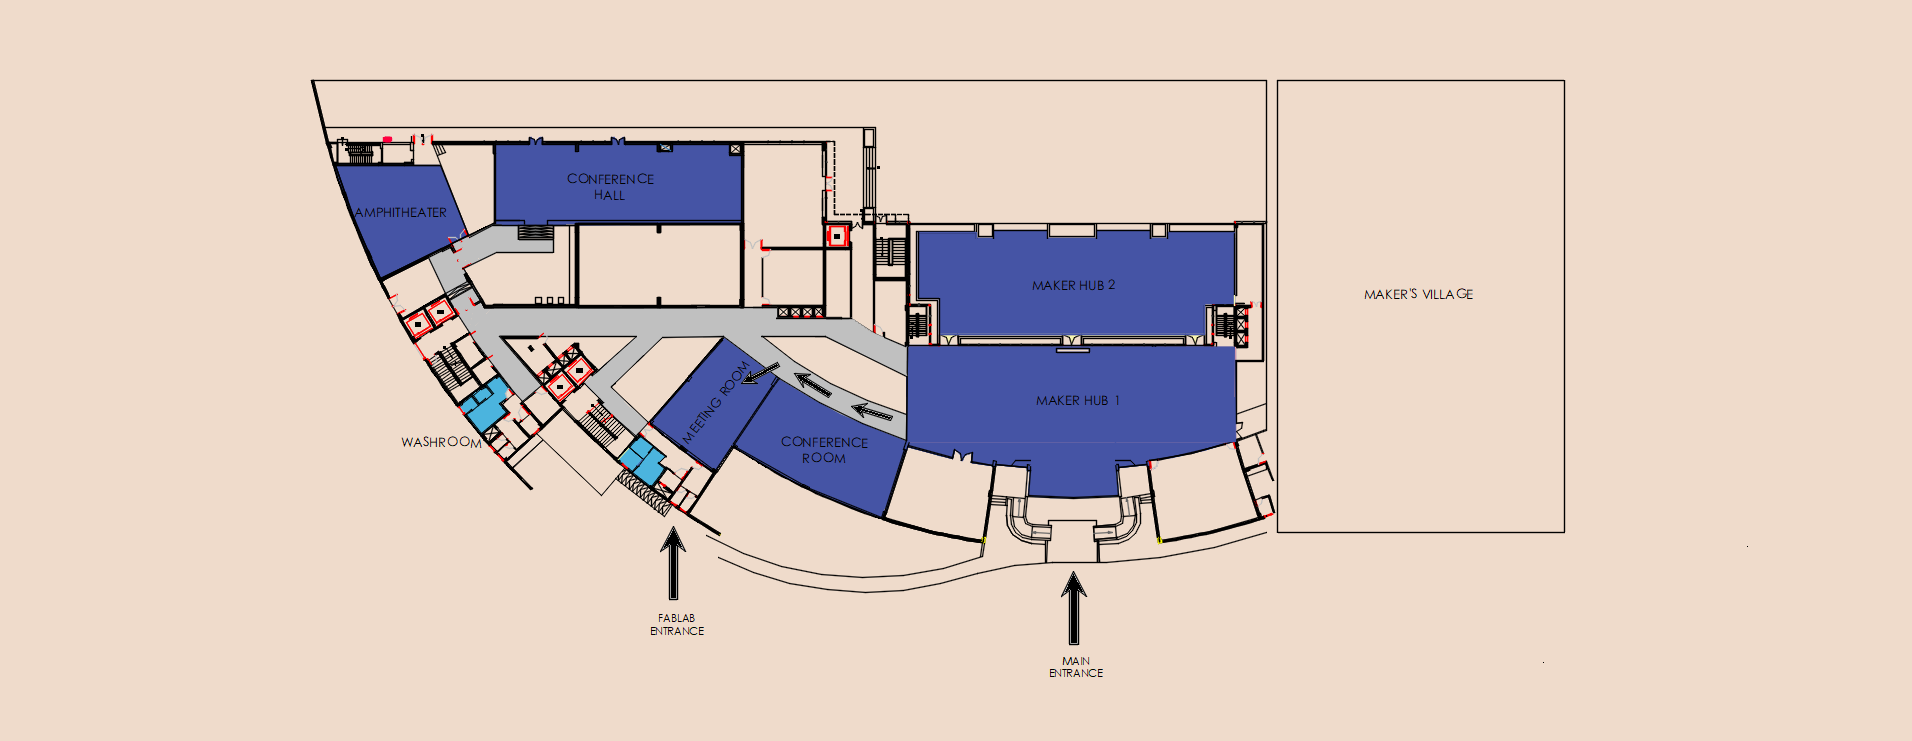 CONFERENCE
HALL
AMPHITHEATER
MAKER HUB 2
MAKER'S VILLAGE
MEETING ROOM
MAKER HUB 1
WASHROOM
CONFERENCE
ROOM
FABLAB
ENTRANCE
MAIN
ENTRANCE